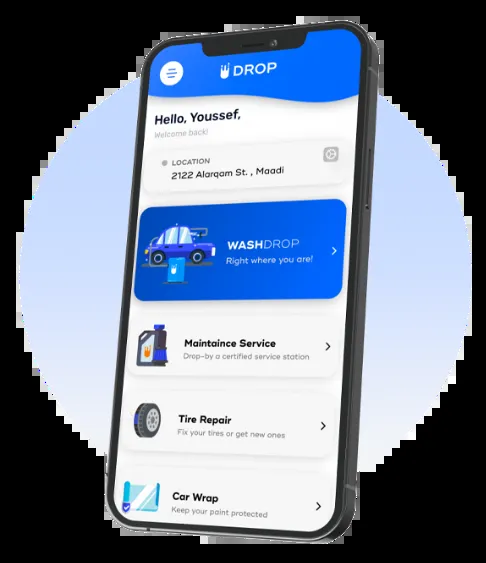 DROP
Hello, Youssef,
Welcome back!
LOCATION
2122 Alarqam St. , Maadi
WASHDROP
Right where you are!
Maintaince Service
Drop-by a certified service station
Tire Repair
Fix your tires or get new ones
Car Wrap
Keep your paint protected